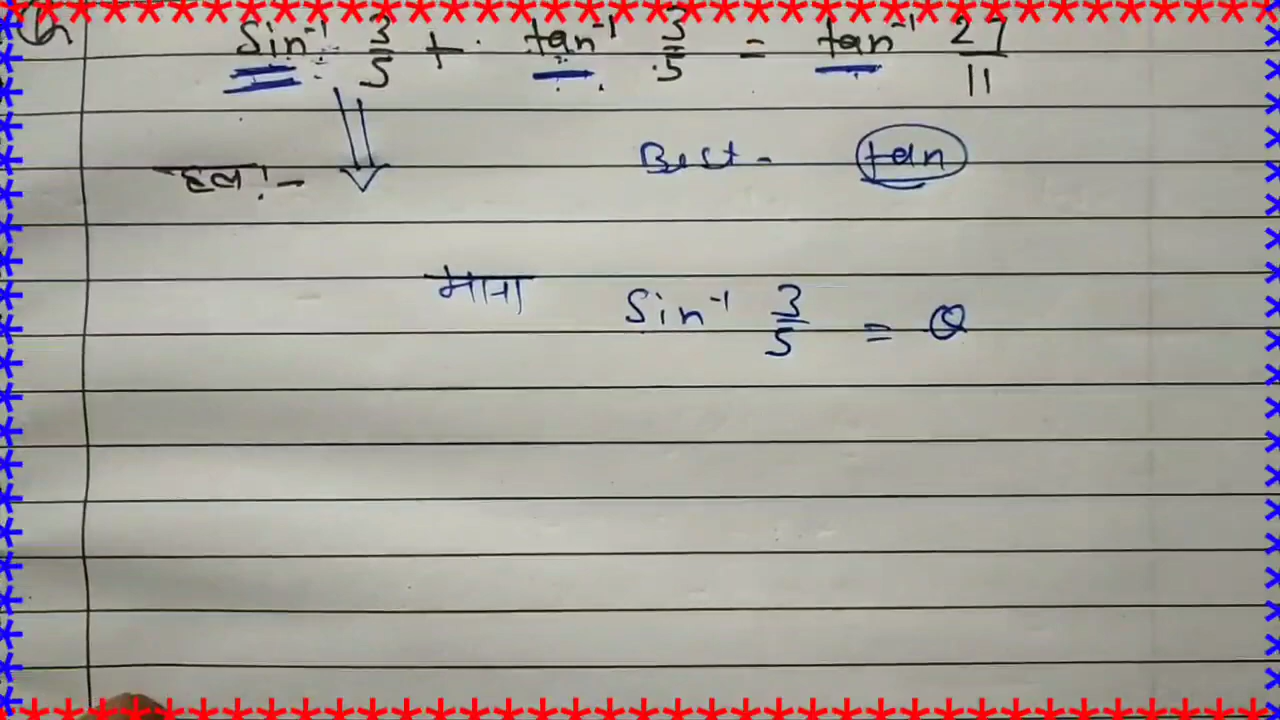 Sin⁻¹ 3/5 + tan⁻¹ 3/5 = tan⁻¹ 27/11
हल:- Best - tan
माना Sin⁻¹ 3/5 = θ